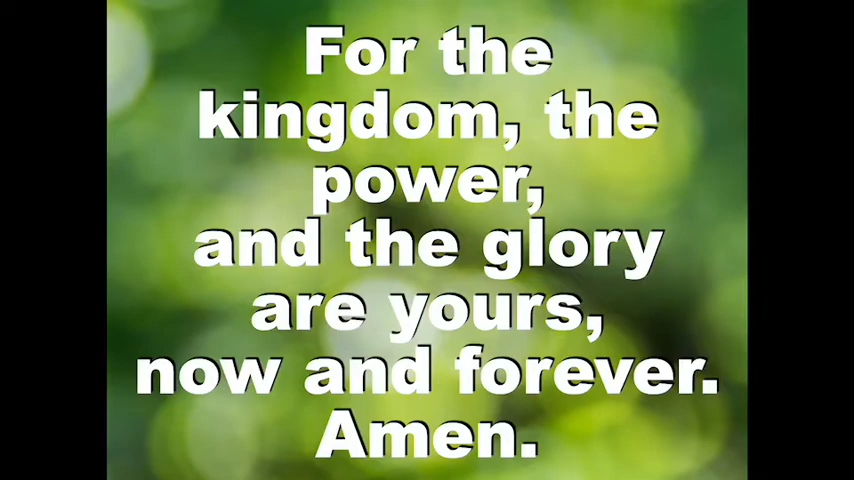 For the
kingdom, the
power,
and the glory
are yours,
now and forever.
Amen.